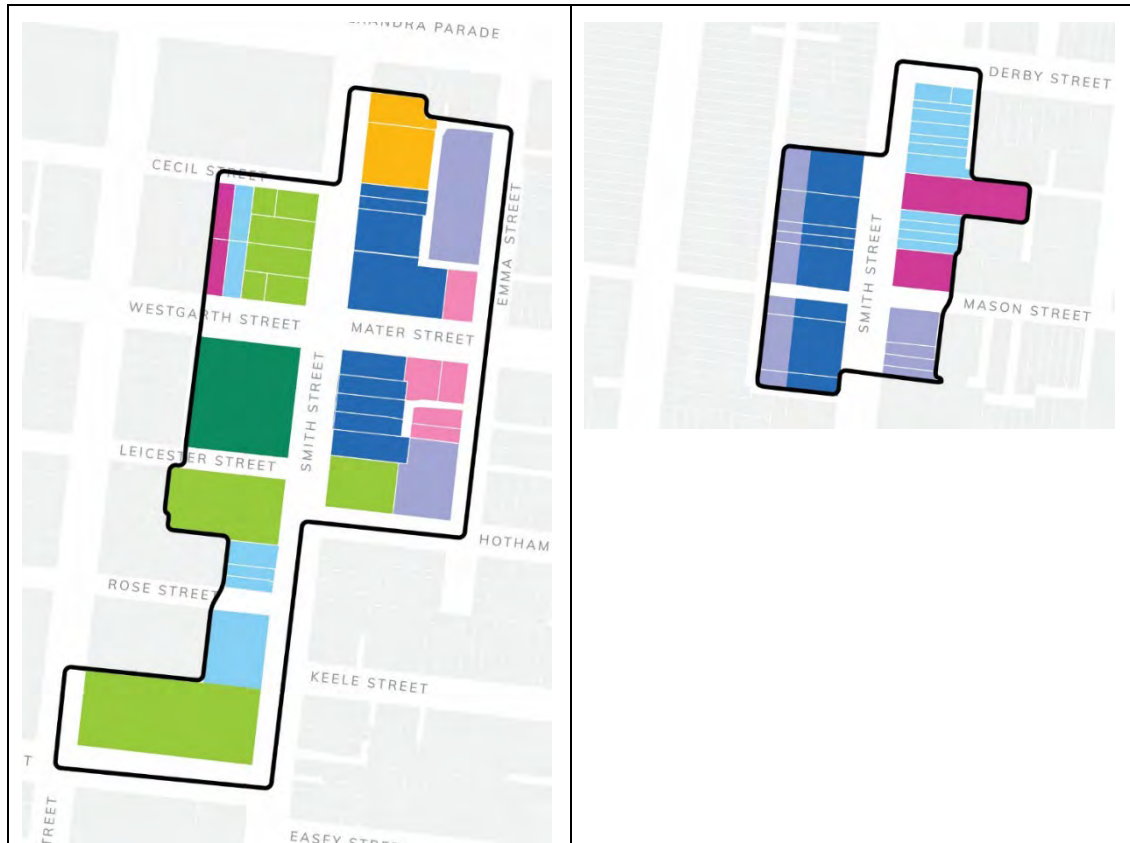 PARADE
CECIL STREET
EMMA STREET
WESTGARTH STREET
MATER STREET
SMITH STREET
LEICESTER STREET
HOTHAM
ROSE STREET
KEELE STREET
T
STREET
EASEY STREET
DERBY STREET
SMITH STREET
MASON STREET